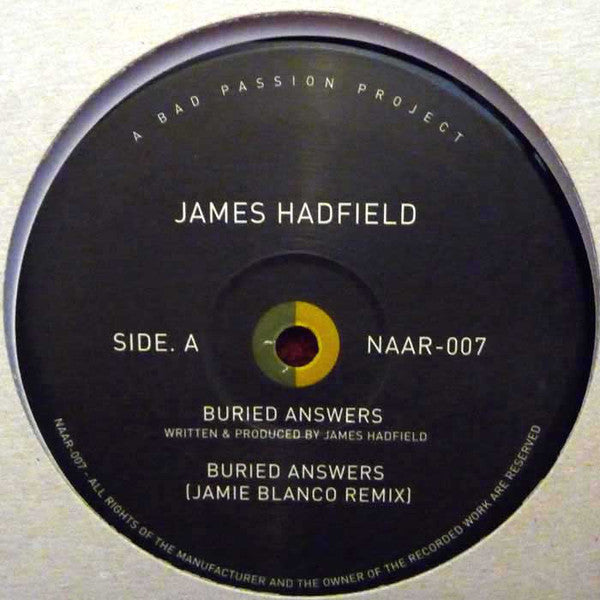 A BAD PASSION PROJECT
JAMES HADFIELD
SIDE. A
NAAR-007
BURIED ANSWERS
WRITTEN & PRODUCED BY JAMES HADFIELD
BURIED ANSWERS
(JAMIE BLANCO REMIX)
NAAR-007 - ALL RIGHTS OF THE MANUFACTURER AND THE OWNER OF THE RECORDED WORK ARE RESERVED